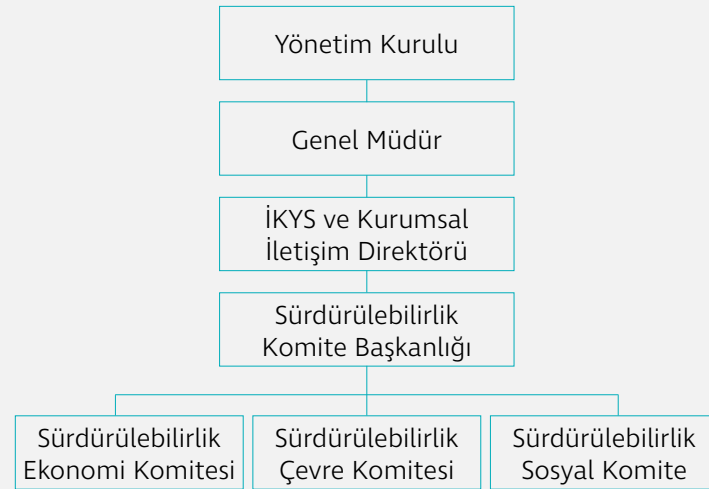 Yönetim Kurulu
Genel Müdür
İKYS ve Kurumsal
İletişim Direktörü
Sürdürülebilirlik
Komite Başkanlığı
Sürdürülebilirlik
Ekonomi Komitesi
Sürdürülebilirlik
Çevre Komitesi
Sürdürülebilirlik
Sosyal Komite